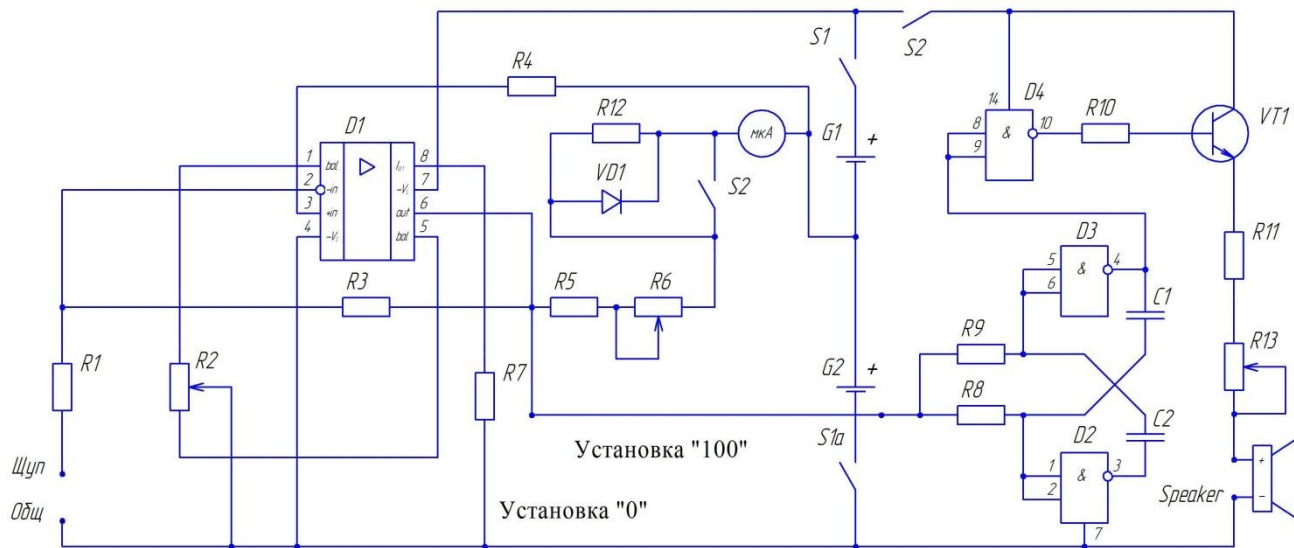 S1
S2
R4
D4
R12
мкА
14
8
9
&
10
R10
VT1
D1
G1
+
1
2
3
4
bal
-in
+in
8
7
6
5
out
bal
VD1
S2
D3
R11
5
6
&
4
R3
R5
R6
C1
R9
R1
R2
R7
G2
+
R13
R8
C2
Установка "100"
S1a
D2
Щуп
1
2
&
3
Speaker
+
-
Общ
Установка "0"
7